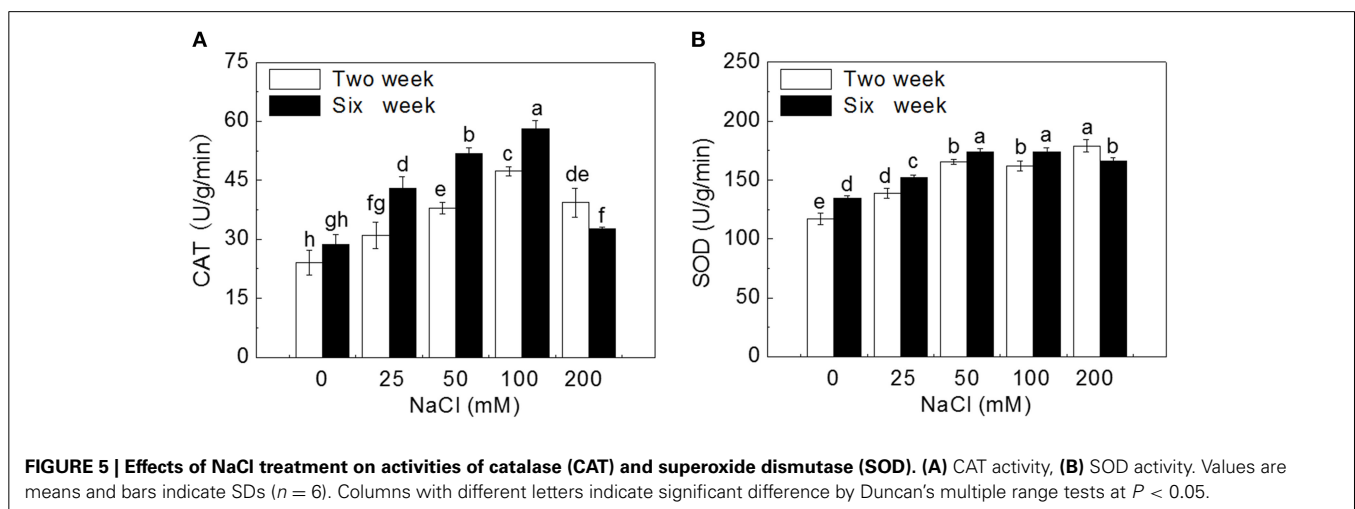 A
75
60
45
30
15
0
CAT (U/g/min)
Two week
Six week
h
gh
fg
d
e
b
c
a
de
f
0 25 50 100 200
NaCl (mM)
B
250
200
150
100
50
0
SOD (U/g/min)
Two week
Six week
e
d
d
c
b
a
b
a
a
b
0 25 50 100 200
NaCl (mM)
FIGURE 5 | Effects of NaCl treatment on activities of catalase (CAT) and superoxide dismutase (SOD). (A) CAT activity, (B) SOD activity. Values are
means and bars indicate SDs (n = 6). Columns with different letters indicate significant difference by Duncan's multiple range tests at P < 0.05.